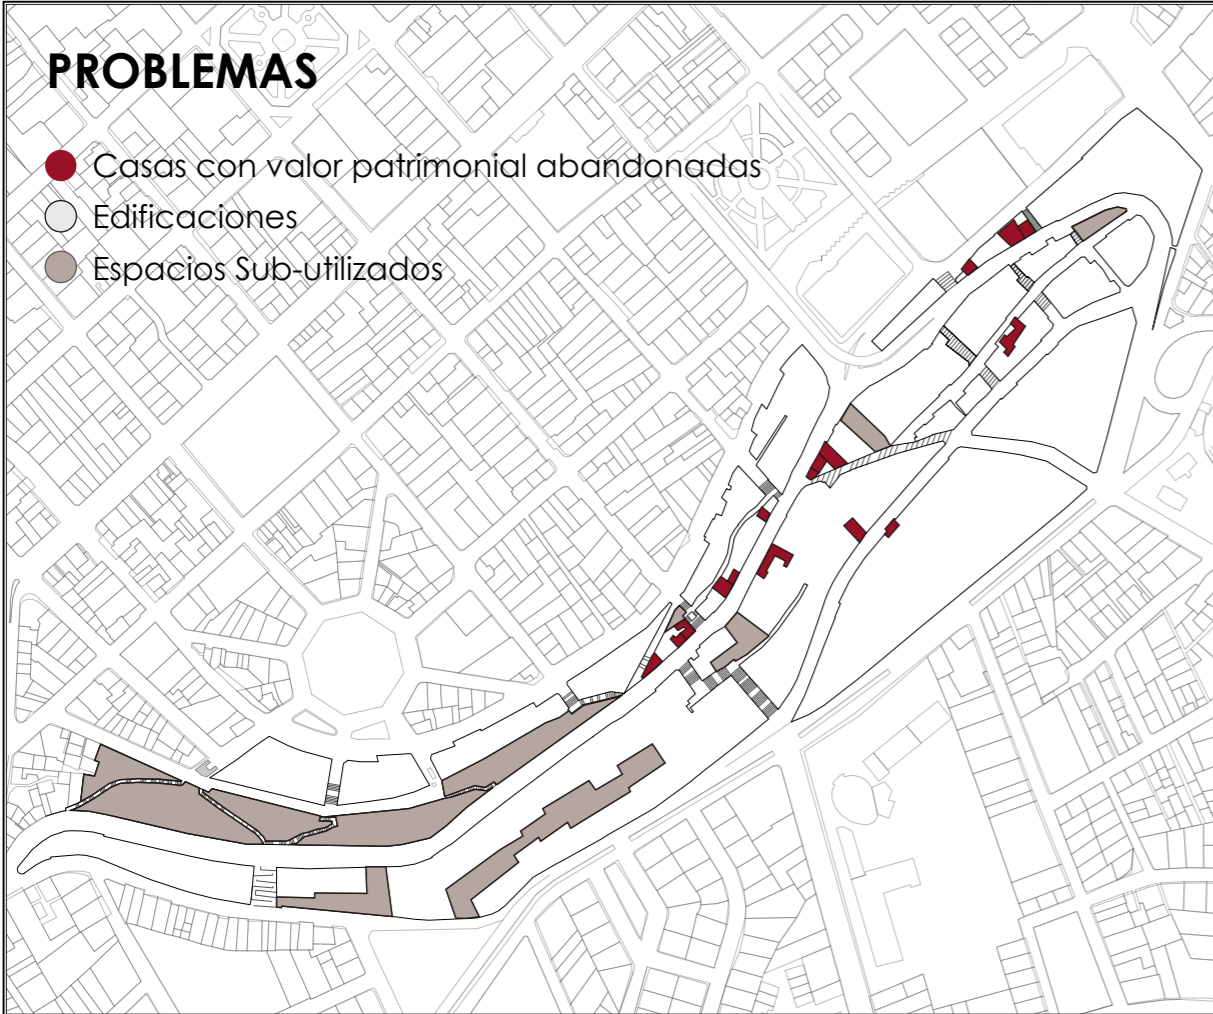 PROBLEMAS
Casas con valor patrimonial abandonadas
Edificaciones
Espacios Sub-utilizados